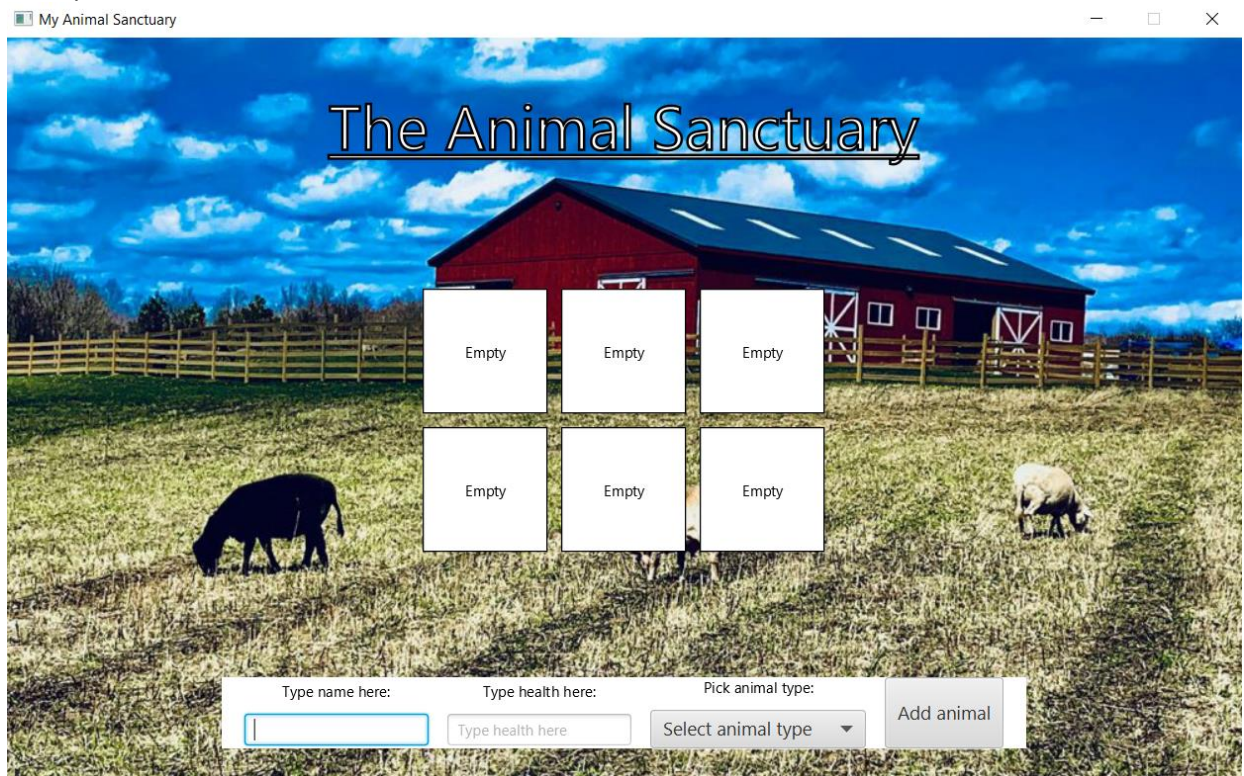 My Animal Sanctuary
The Animal Sanctuary
Empty Empty Empty
Empty Empty Empty
Type name here: Type health here: Pick animal type:
Type health here Select animal type Add animal